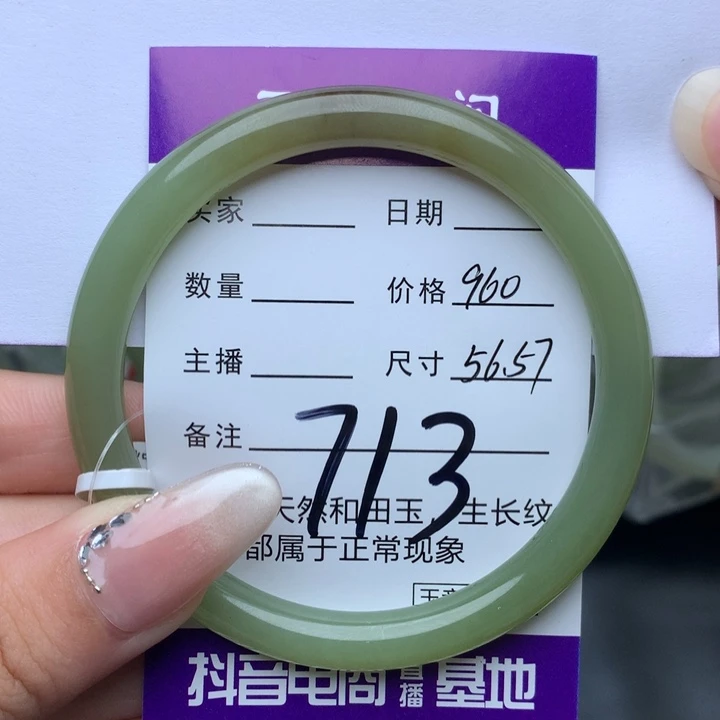 买家 日期
数量 价格 960
主播 尺寸 56.57
备注
713
天然和田玉，生长纹
都属于正常现象
抖音电商直播基地